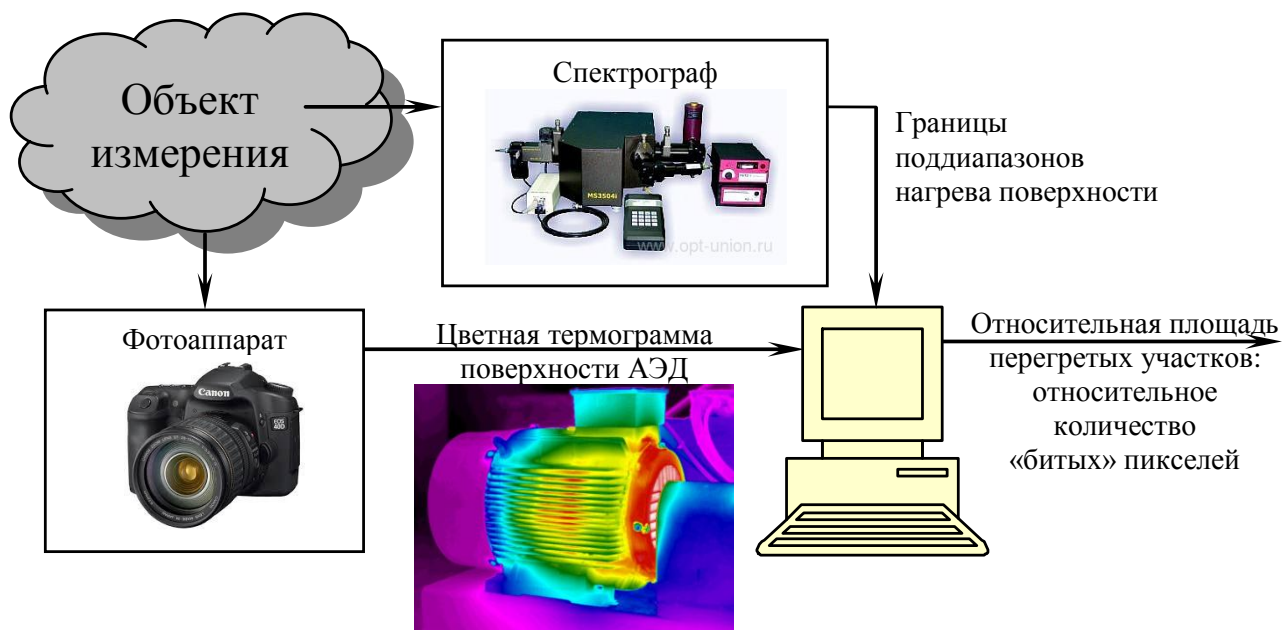 Объект
измерения
Спектрограф
MS3504i
www.opt-union.ru
Границы
поддиапазонов
нагрева поверхности
Фотоаппарат
Canon
EOS
40D
Цветная термограмма
поверхности АЭД
Относительная площадь
перегретых участков:
относительное
количество
«битых» пикселей